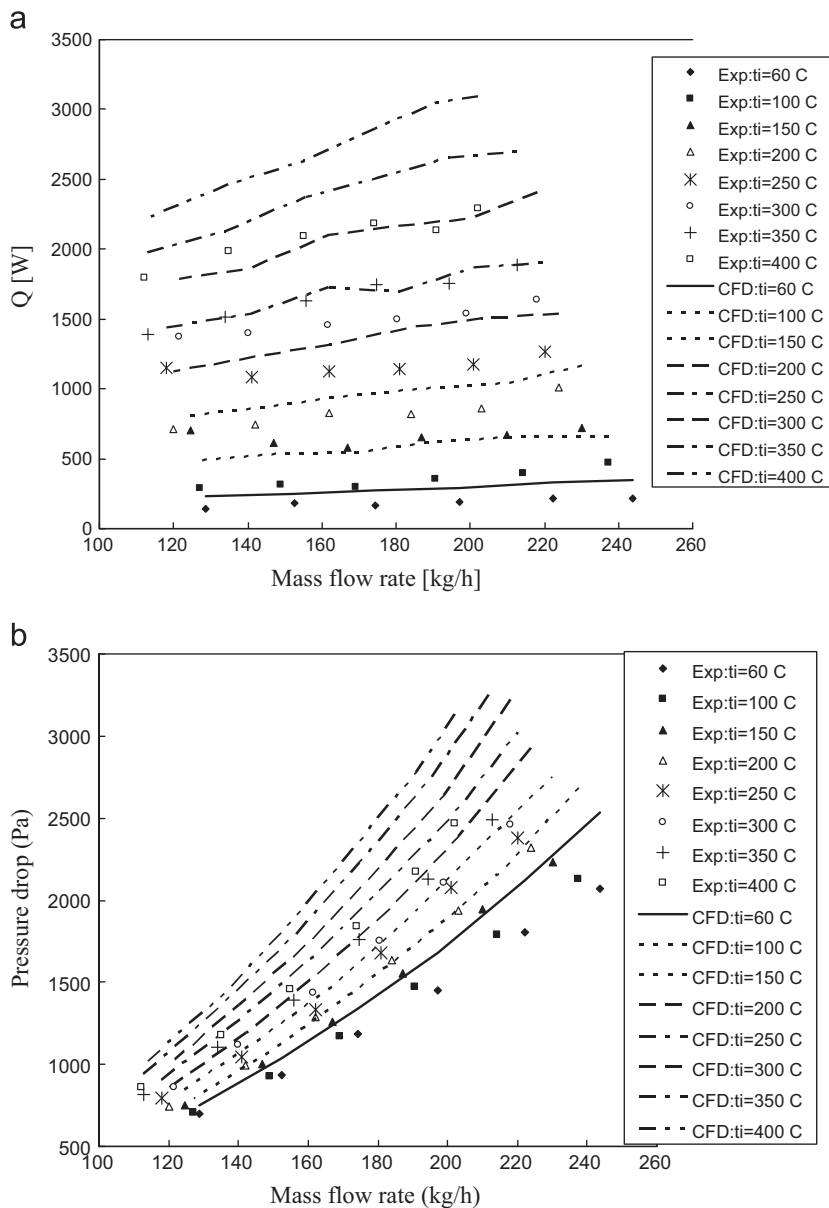 a
3500
3000
2500
2000
1500
1000
500
0
Q [W]
100 120 140 160 180 200 220 240 260
Mass flow rate [kg/h]
Exp:ti=60 C
Exp:ti=100 C
Exp:ti=150 C
Exp:ti=200 C
Exp:ti=250 C
Exp:ti=300 C
Exp:ti=350 C
Exp:ti=400 C
CFD:ti=60 C
CFD:ti=100 C
CFD:ti=150 C
CFD:ti=200 C
CFD:ti=250 C
CFD:ti=300 C
CFD:ti=350 C
CFD:ti=400 C
b
3500
3000
2500
2000
1500
1000
500
Pressure drop (Pa)
100 120 140 160 180 200 220 240 260
Mass flow rate (kg/h)
Exp:ti=60 C
Exp:ti=100 C
Exp:ti=150 C
Exp:ti=200 C
Exp:ti=250 C
Exp:ti=300 C
Exp:ti=350 C
Exp:ti=400 C
CFD:ti=60 C
CFD:ti=100 C
CFD:ti=150 C
CFD:ti=200 C
CFD:ti=250 C
CFD:ti=300 C
CFD:ti=350 C
CFD:ti=400 C